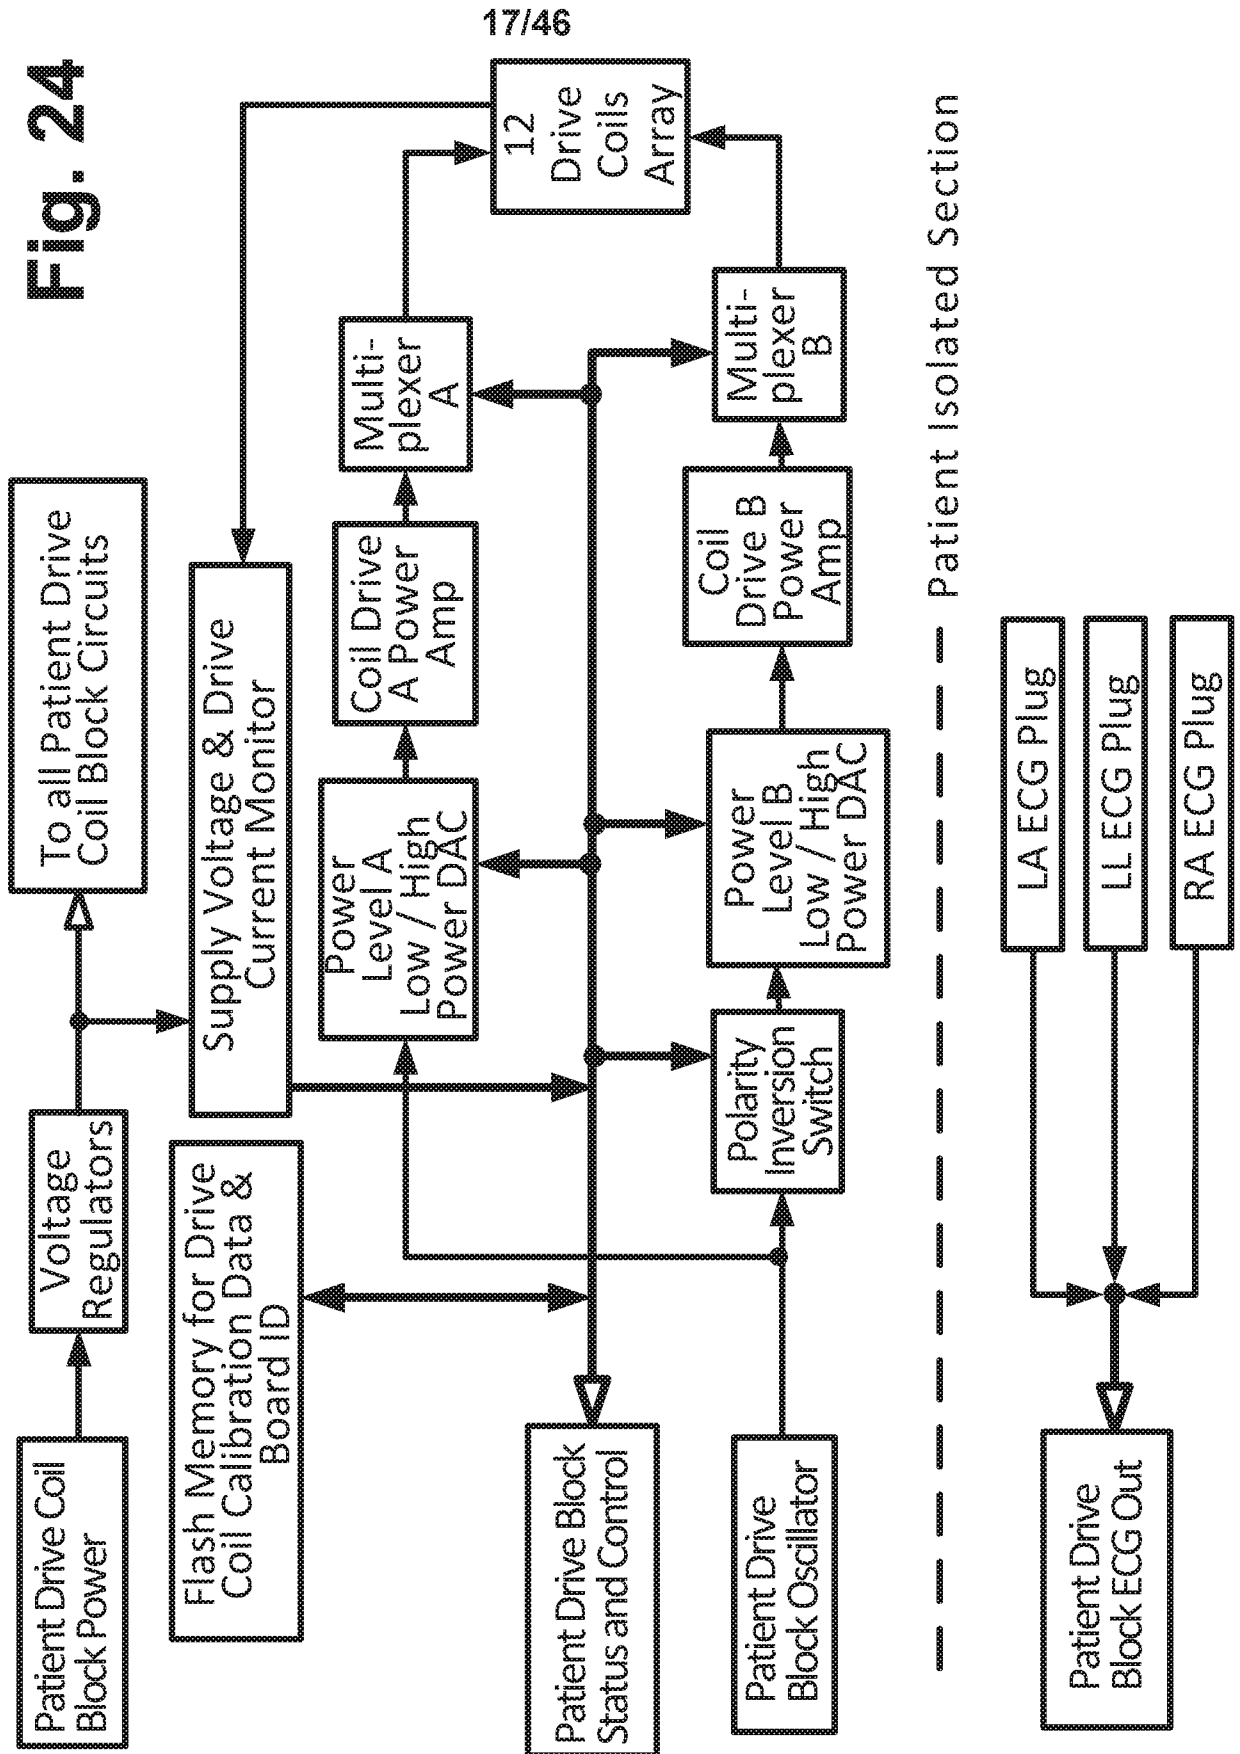 17/46
Fig. 24
Patient Drive Coil
Block Power
Voltage
Regulators
To all Patient Drive
Coil Block Circuits
Flash Memory for Drive
Coil Calibration Data &
Board ID
Supply Voltage & Drive
Current Monitor
Power
Level A
Low / High
Power DAC
Coil Drive
A Power
Amp
Multi-
plexer
A
12
Drive
Coils
Array
Patient Drive Block
Status and Control
Patient Drive
Block Oscillator
Polarity
Inversion
Switch
Power
Level B
Low / High
Power DAC
Coil
Drive B
Power
Amp
Multi-
plexer
B
Patient Isolated Section
Patient Drive
Block ECG Out
LA ECG Plug
LL ECG Plug
RA ECG Plug